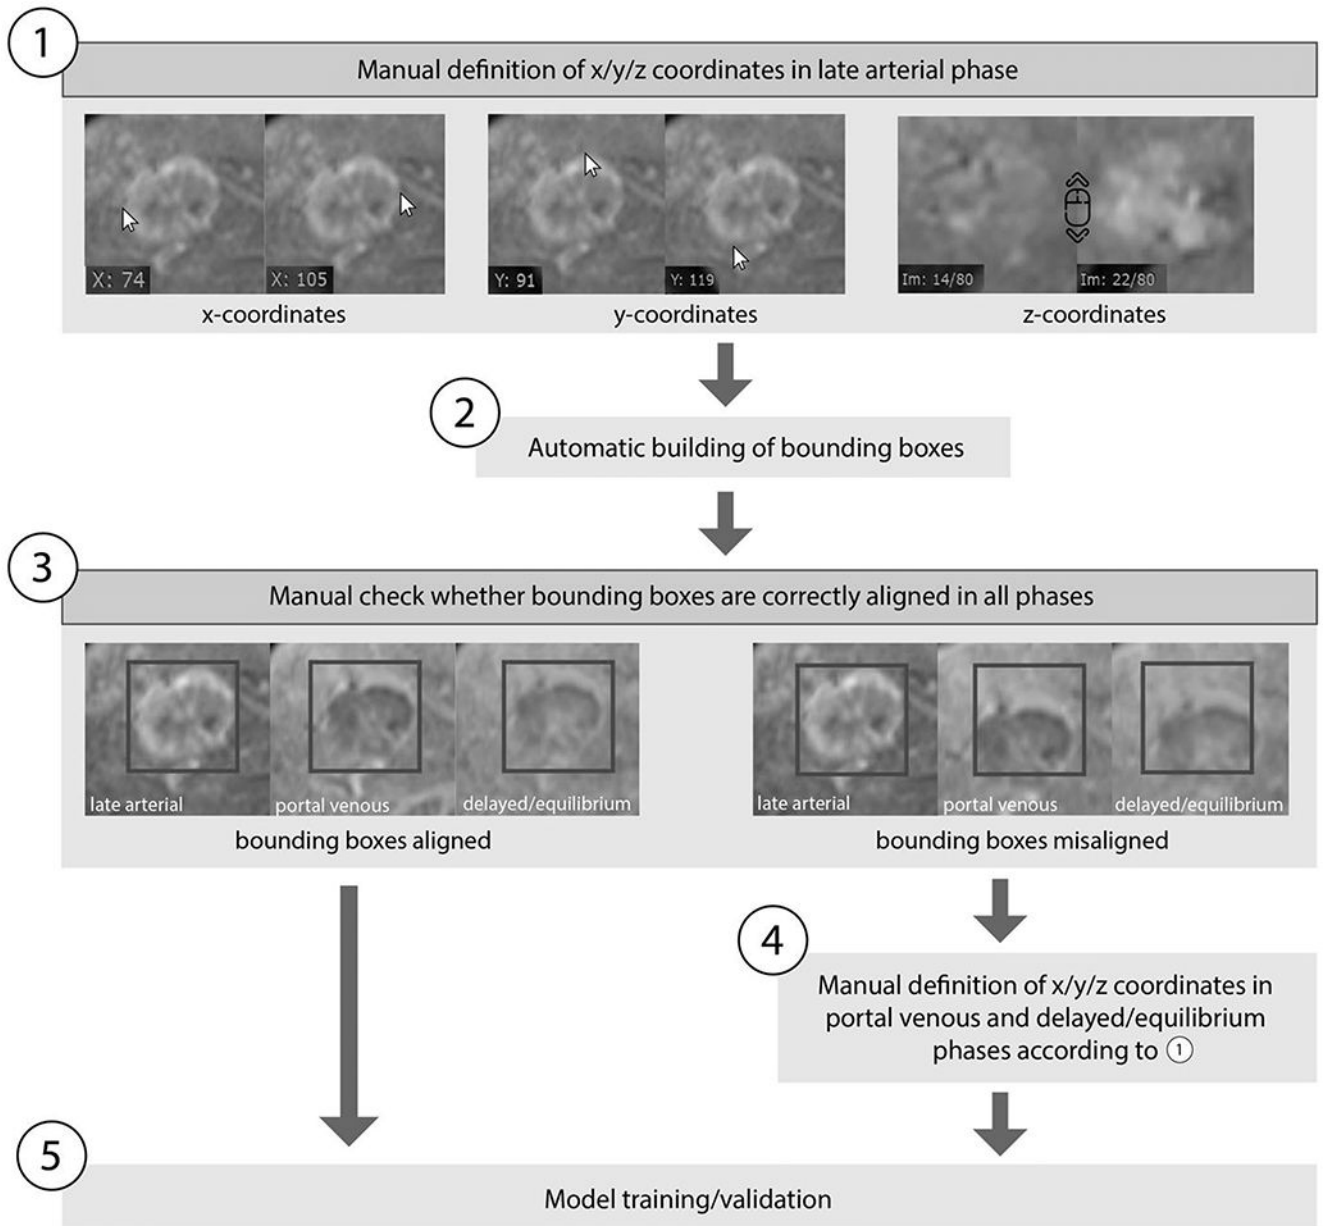 1
Manual definition of x/y/z coordinates in late arterial phase
X: 74
X: 105
Y: 91
Y: 119
Im: 14/80
Im: 22/80
x-coordinates
y-coordinates
z-coordinates
2
Automatic building of bounding boxes
3
Manual check whether bounding boxes are correctly aligned in all phases
late arterial
portal venous
delayed/equilibrium
late arterial
portal venous
delayed/equilibrium
bounding boxes aligned
bounding boxes misaligned
4
Manual definition of x/y/z coordinates in
portal venous and delayed/equilibrium
phases according to ①
5
Model training/validation